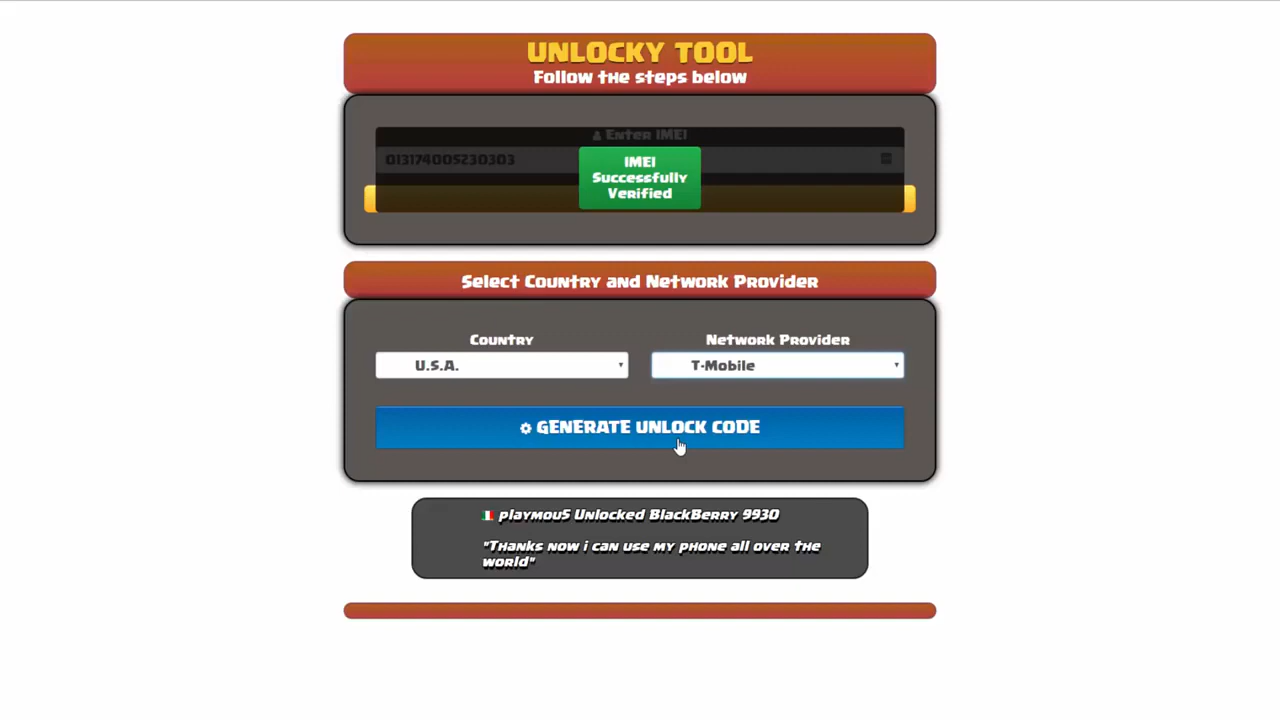 UNLOCKY TOOL
Follow the steps below
Enter IMEI
013174005230303
IMEI
Successfully
Verified
Select Country and Network Provider
Country
Network Provider
U.S.A.
T-Mobile
GENERATE UNLOCK CODE
playmou5 Unlocked BlackBerry 9930
"Thanks now i can use my phone all over the
world"